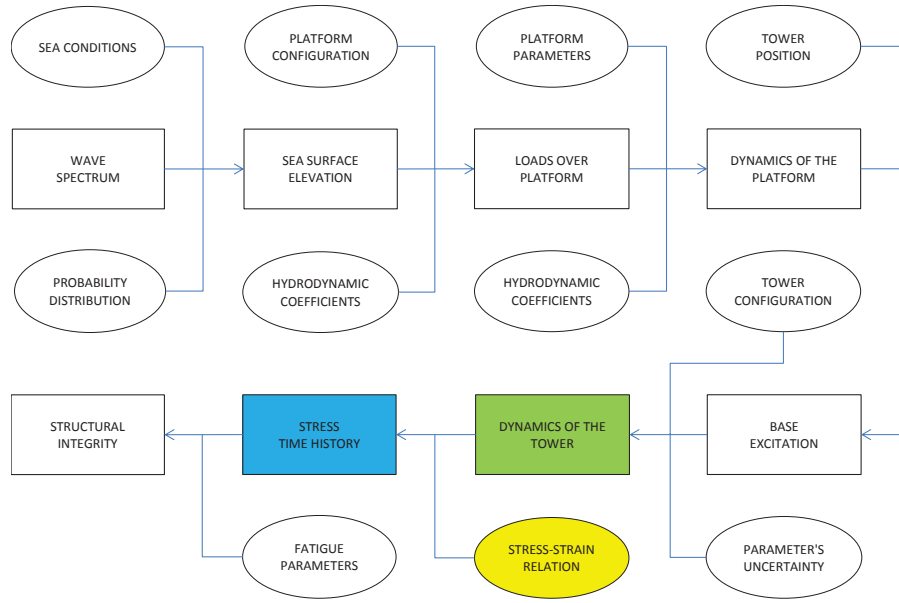 SEA CONDITIONS
PLATFORM
CONFIGURATION
PLATFORM
PARAMETERS
TOWER
POSITION
WAVE
SPECTRUM
SEA SURFACE
ELEVATION
LOADS OVER
PLATFORM
DYNAMICS OF THE
PLATFORM
PROBABILITY
DISTRIBUTION
HYDRODYNAMIC
COEFFICIENTS
HYDRODYNAMIC
COEFFICIENTS
TOWER
CONFIGURATION
STRUCTURAL
INTEGRITY
STRESS
TIME HISTORY
DYNAMICS OF THE
TOWER
BASE
EXCITATION
FATIGUE
PARAMETERS
STRESS-STRAIN
RELATION
PARAMETER'S
UNCERTAINTY